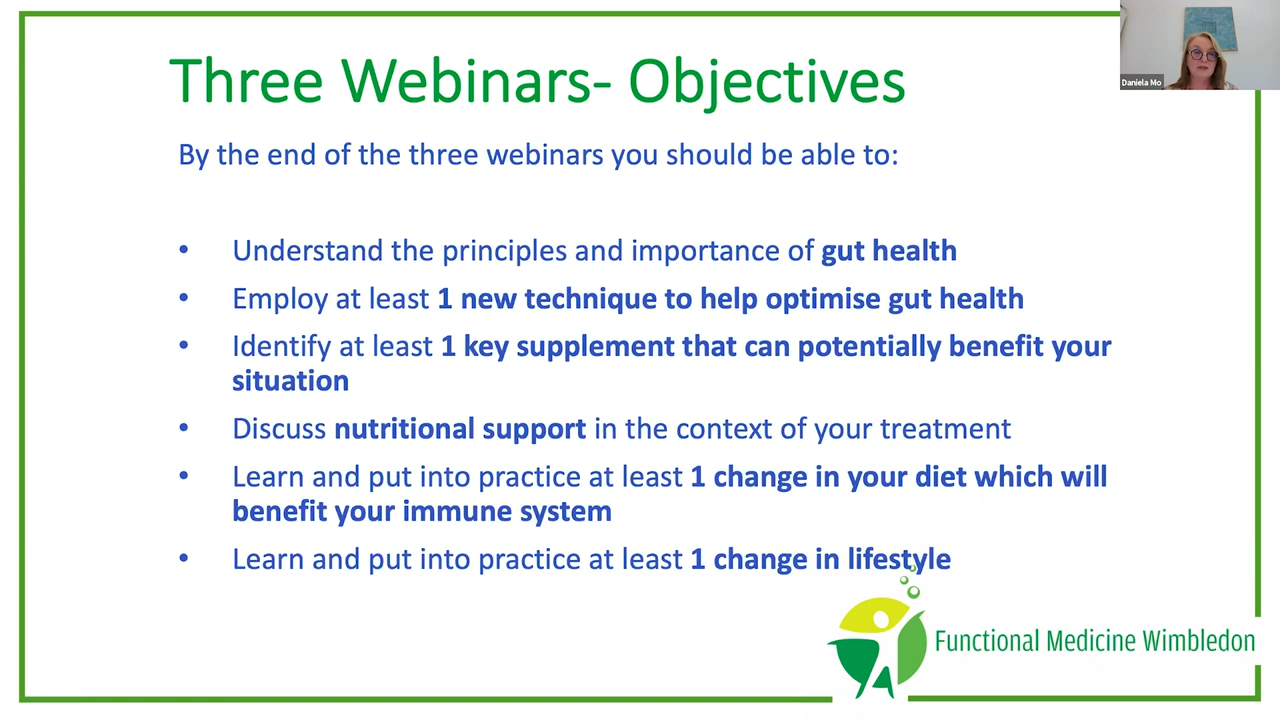 Three Webinars- Objectives
Daniela Mo
By the end of the three webinars you should be able to:
• Understand the principles and importance of gut health
• Employ at least 1 new technique to help optimise gut health
• Identify at least 1 key supplement that can potentially benefit your
situation
• Discuss nutritional support in the context of your treatment
• Learn and put into practice at least 1 change in your diet which will
benefit your immune system
• Learn and put into practice at least 1 change in lifestyle
Functional Medicine Wimbledon